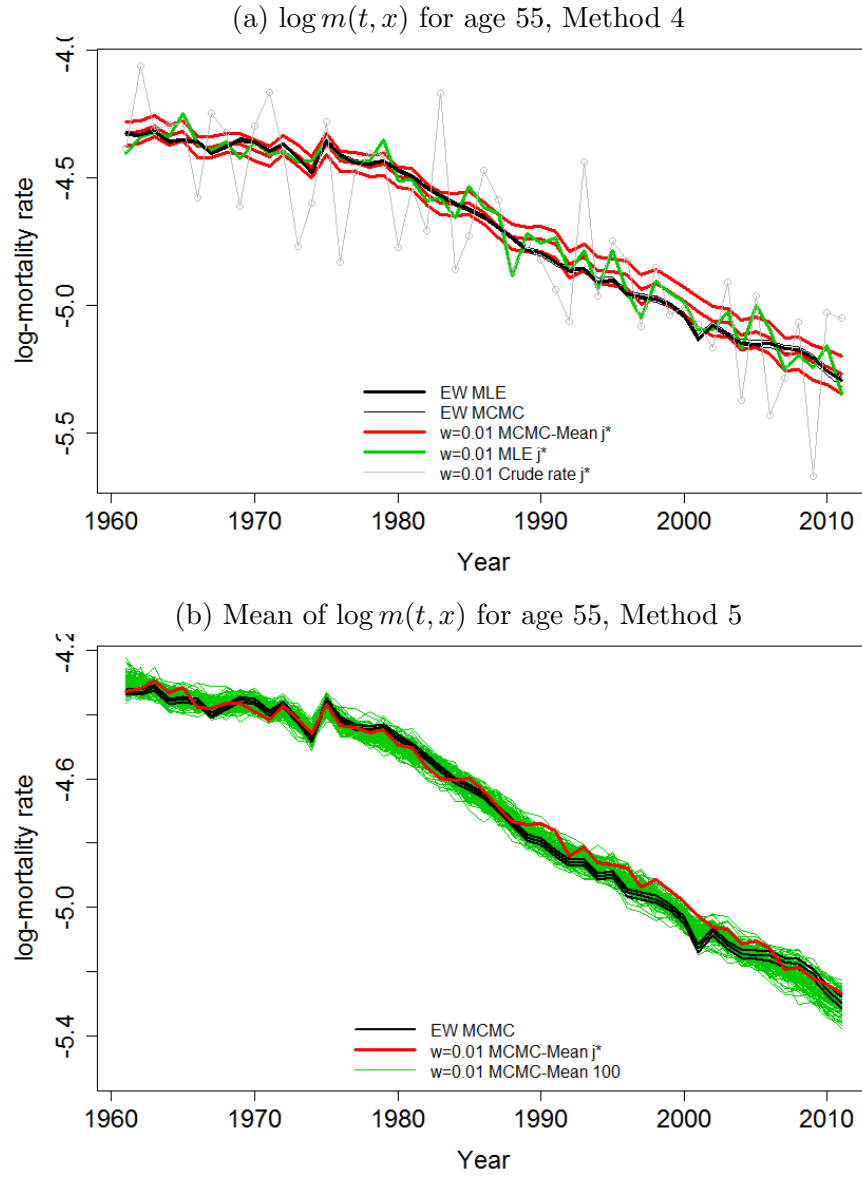 (a) log m(t, x) for age 55, Method 4
-4.5
-5.0
-5.5
log-mortality rate
EW MLE
EW MCMC
w=0.01 MCMC-Mean j*
w=0.01 MLE j*
w=0.01 Crude rate j*
1960 1970 1980 1990 2000 2010
Year
(b) Mean of log m(t, x) for age 55, Method 5
-4.2
-4.6
-5.0
-5.4
log-mortality rate
EW MCMC
w=0.01 MCMC-Mean j*
w=0.01 MCMC-Mean 100
1960 1970 1980 1990 2000 2010
Year